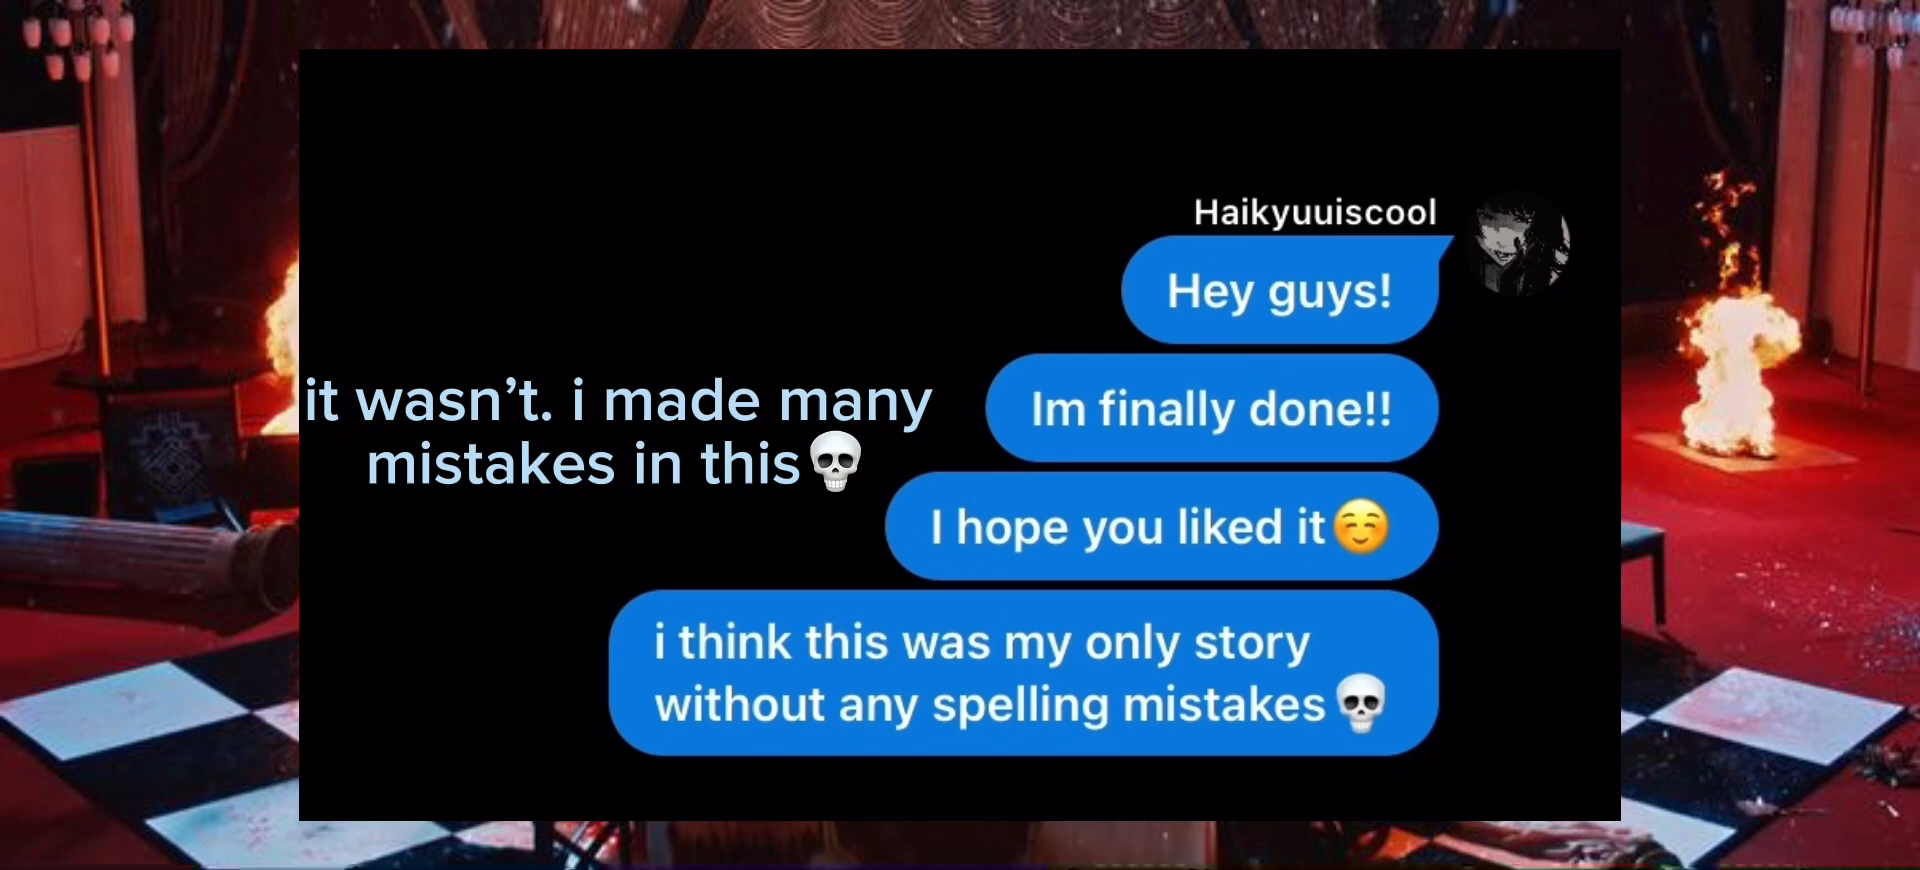 Haikyuuiscool
Hey guys!
Im finally done!!
it wasn’t. i made many
mistakes in this💀
I hope you liked it☺️
i think this was my only story
without any spelling mistakes💀